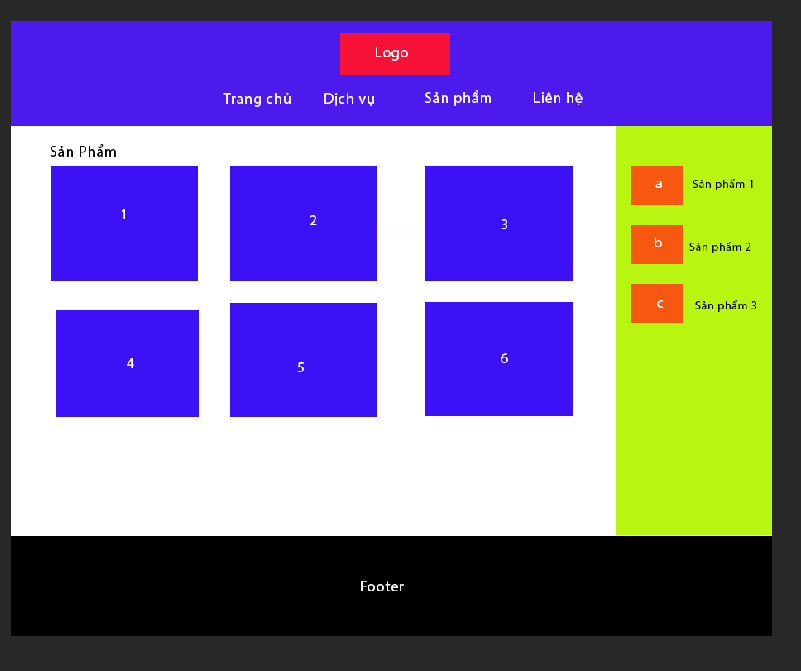 Logo
Trang chủ Dịch vụ Sản phẩm Liên hệ
Sản Phẩm
1 2 3
4 5 6
a Sản phẩm 1
b Sản phẩm 2
c Sản phẩm 3
Footer